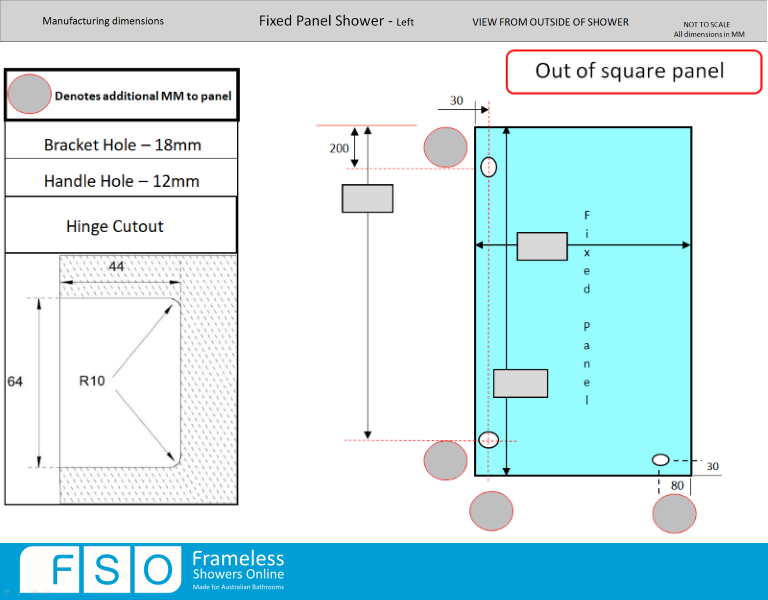 Manufacturing dimensions
Fixed Panel Shower - Left
VIEW FROM OUTSIDE OF SHOWER
NOT TO SCALE
All dimensions in MM
Out of square panel
Denotes additional MM to panel
Bracket Hole – 18mm
Handle Hole – 12mm
Hinge Cutout
44
64
R10
30
200
Fixed Panel
30
80
FSO
Frameless
Showers Online
Made for Australian Bathrooms